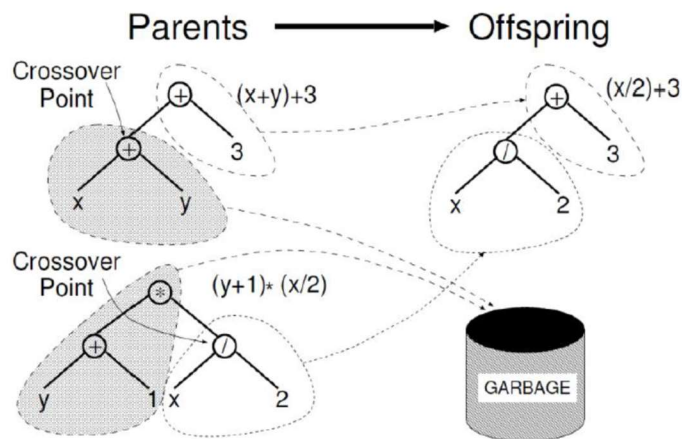 Parents Offspring
Crossover
Point
(x+y)+3
(x/2)+3
+
+
3
+
/
3
x
y
x
2
Crossover
Point
(y+1)* (x/2)
*
+
/
y
1
x
2
GARBAGE